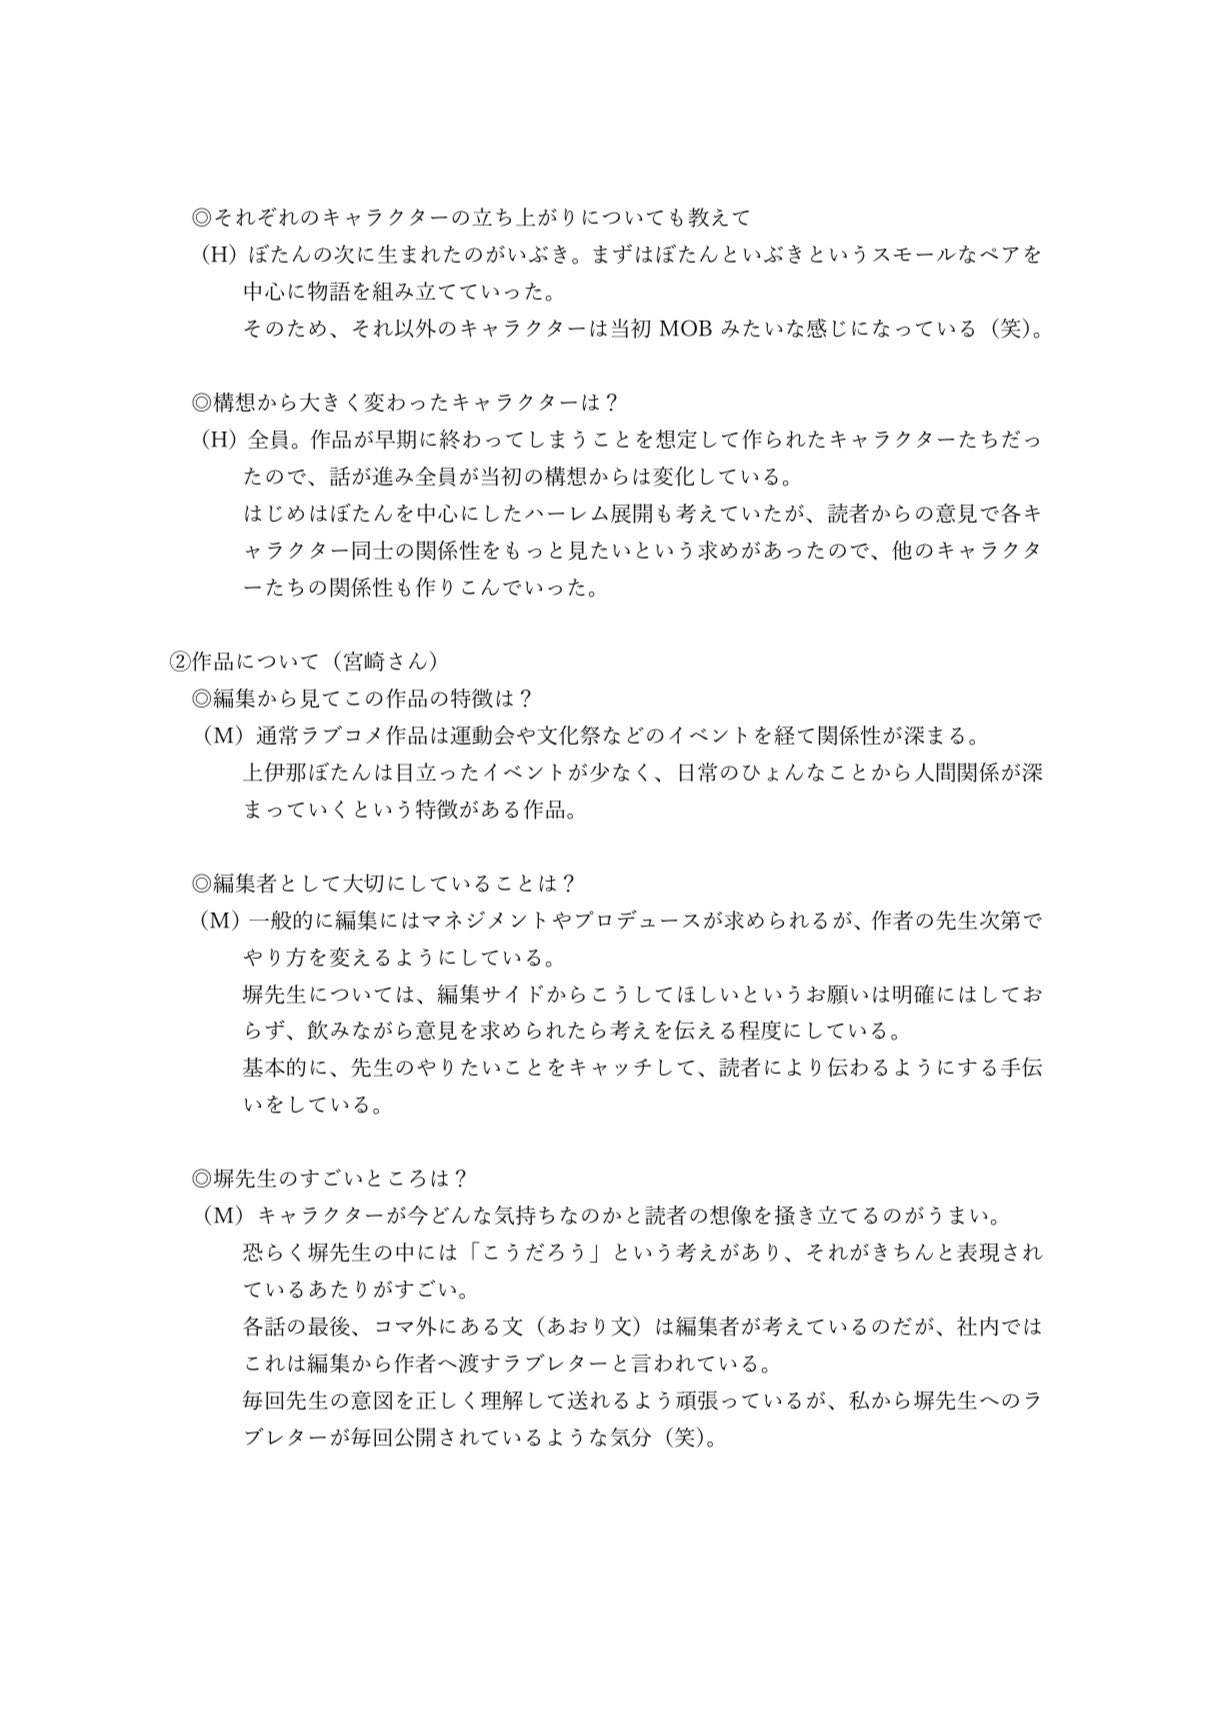 ◎それぞれのキャラクターの立ち上がりについても教えて
（H）ぼたんの次に生まれたのがいぶき。まずはぼたんといぶきというスモールなペアを
中心に物語を組み立てていった。
そのため、それ以外のキャラクターは当初 MOB みたいな感じになっている（笑）。
◎構想から大きく変わったキャラクターは？
（H）全員。作品が早期に終わってしまうことを想定して作られたキャラクターたちだっ
たので、話が進み全員が当初の構想からは変化している。
はじめはぼたんを中心にしたハーレム展開も考えていたが、読者からの意見で各キ
ャラクター同士の関係性をもっと見たいという求めがあったので、他のキャラクタ
ーたちの関係性も作りこんでいった。
②作品について（宮崎さん）
◎編集から見てこの作品の特徴は？
（M）通常ラブコメ作品は運動会や文化祭などのイベントを経て関係性が深まる。
上伊那ぼたんは目立ったイベントが少なく、日常のひょんなことから人間関係が深
まっていくという特徴がある作品。
◎編集者として大切にしていることは？
（M）一般的に編集にはマネジメントやプロデュースが求められるが、作者の先生次第で
やり方を変えるようにしている。
塀先生については、編集サイドからこうしてほしいというお願いは明確にはしてお
らず、飲みながら意見を求められたら考えを伝える程度にしている。
基本的に、先生のやりたいことをキャッチして、読者により伝わるようにする手伝
いをしている。
◎塀先生のすごいところは？
（M）キャラクターが今どんな気持ちなのかと読者の想像を掻き立てるのがうまい。
恐らく塀先生の中には「こうだろう」という考えがあり、それがきちんと表現され
ているあたりがすごい。
各話の最後、コマ外にある文（あおり文）は編集者が考えているのだが、社内では
これは編集から作者へ渡すラブレターと言われている。
毎回先生の意図を正しく理解して送れるよう頑張っているが、私から塀先生へのラ
ブレターが毎回公開されているような気分（笑）。